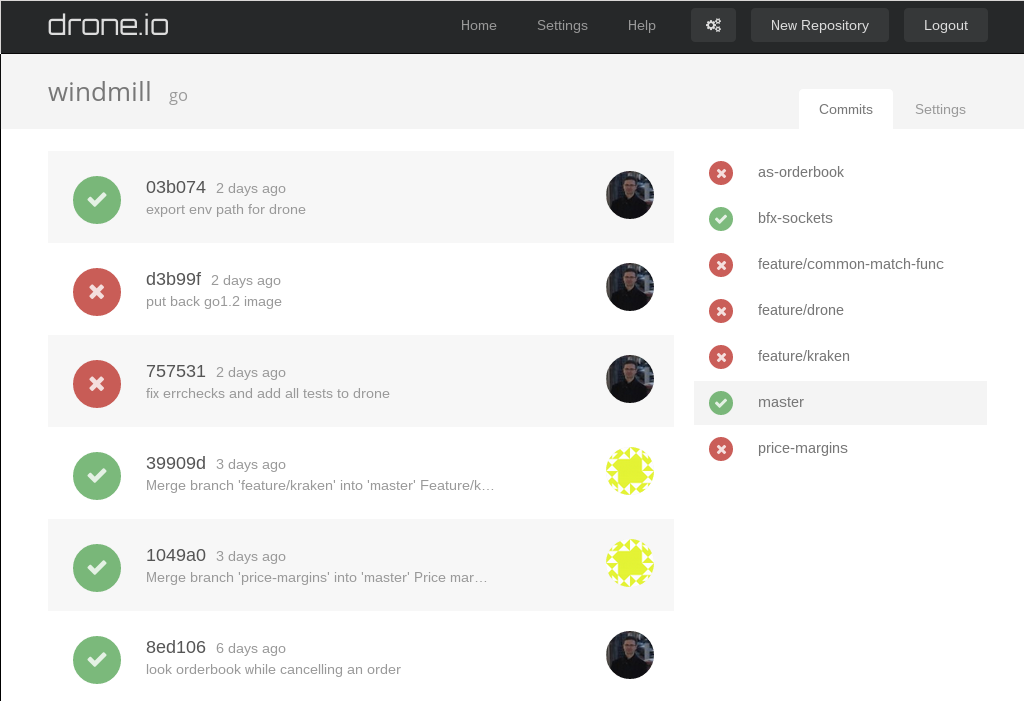 drone.io Home Settings Help New Repository Logout
windmill go
Commits Settings
03b074 2 days ago
export env path for drone
d3b99f 2 days ago
put back go1.2 image
757531 2 days ago
fix errchecks and add all tests to drone
39909d 3 days ago
Merge branch 'feature/kraken' into 'master' Feature/k…
1049a0 3 days ago
Merge branch 'price-margins' into 'master' Price mar…
8ed106 6 days ago
look orderbook while cancelling an order
as-orderbook
bfx-sockets
feature/common-match-func
feature/drone
feature/kraken
master
price-margins